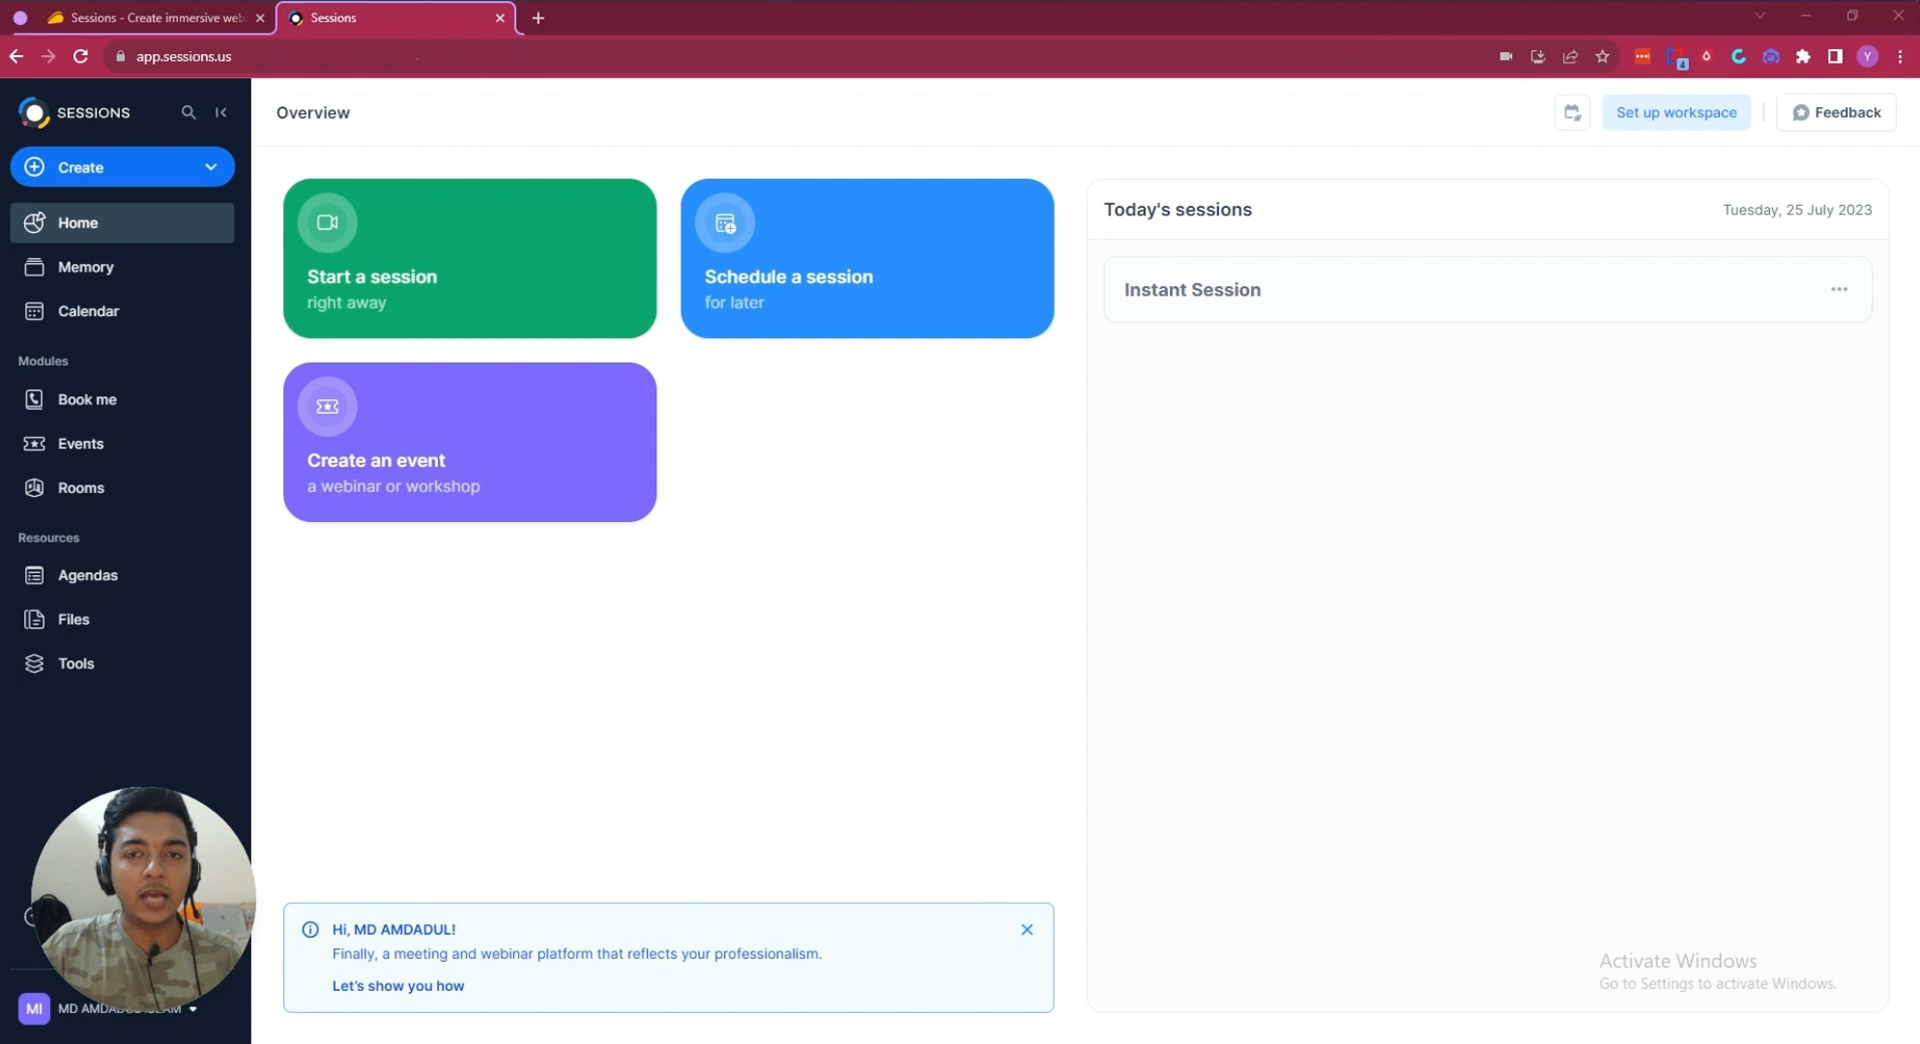 Sessions - Create immersive web
Sessions
app.sessions.us
4
Y
SESSIONS
Create
Home
Memory
Calendar
Modules
Book me
Events
Rooms
Resources
Agendas
Files
Tools
MI
MD AMDADUL ISLAM
Overview
Set up workspace
Feedback
Start a session
right away
Schedule a session
for later
Create an event
a webinar or workshop
Today's sessions
Tuesday, 25 July 2023
Instant Session
Hi, MD AMDADUL!
Finally, a meeting and webinar platform that reflects your professionalism.
Let's show you how
Activate Windows
Go to Settings to activate Windows.